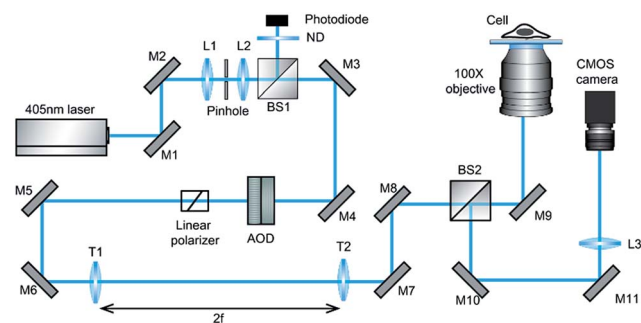 Photodiode
Cell
ND
L1
L2
M2
M3
100X
objective
CMOS
camera
405nm laser
Pinhole
BS1
M1
M5
M8
BS2
Linear
polarizer
AOD
M4
M9
T1
T2
L3
M6
M7
M10
M11
2f